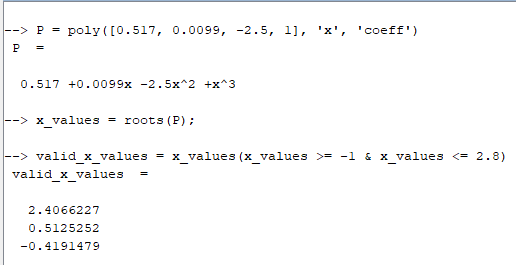 --> P = poly([0.517, 0.0099, -2.5, 1], 'x', 'coeff')
P =
0.517 +0.0099x -2.5x^2 +x^3
--> x_values = roots(P);
--> valid_x_values = x_values(x_values >= -1 & x_values <= 2.8)
valid_x_values =
2.4066227
0.5125252
-0.4191479